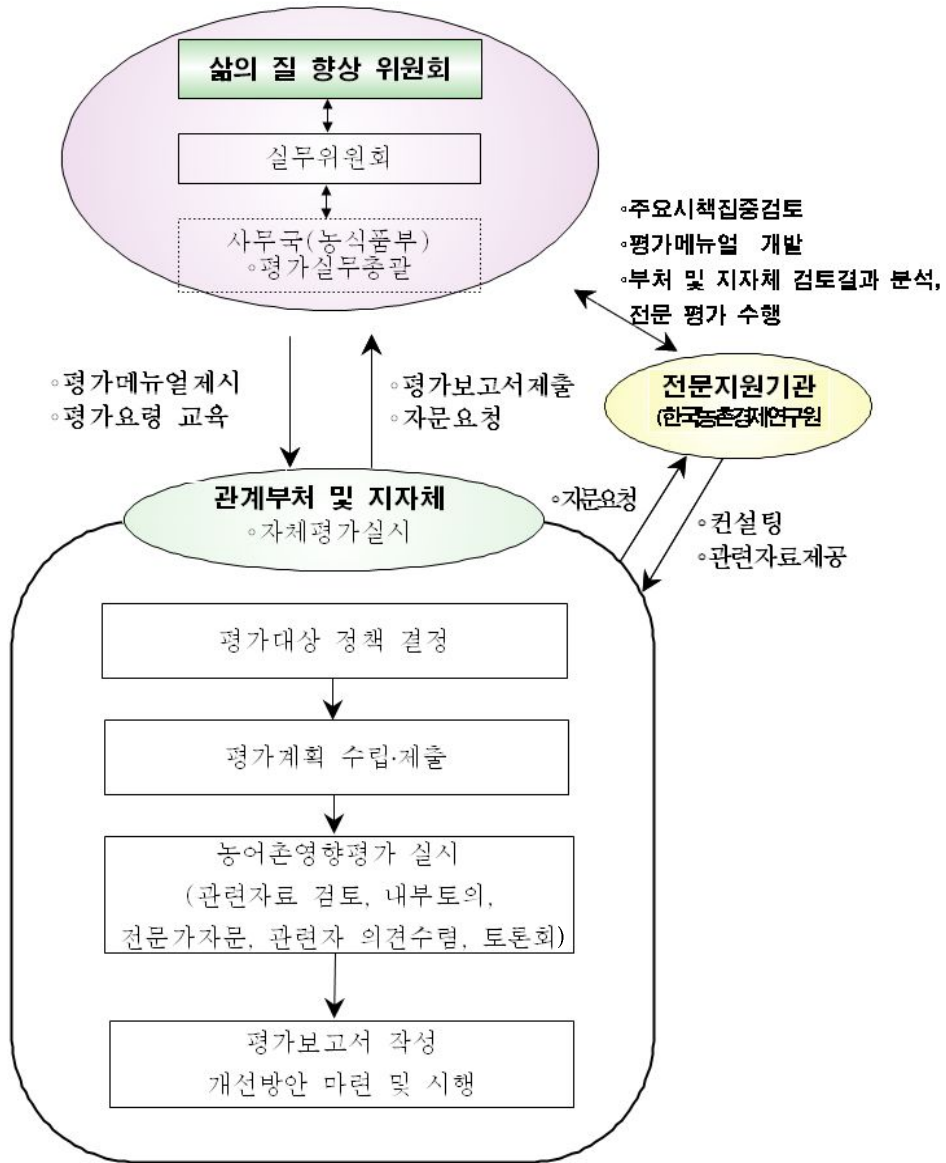 삶의 질 향상 위원회
실무위원회
사무국(농식품부)
◦평가실무총괄
◦주요시책집중검토
◦평가메뉴얼 개발
◦부처 및 지자체 검토결과 분석,
전문 평가 수행
◦평가메뉴얼제시
◦평가요령 교육
◦평가보고서제출
◦자문요청
전문지원기관
(한국농촌경제연구원
관계부처 및 지자체
◦자체평가실시
◦자문요청
◦컨설팅
◦관련자료제공
평가대상 정책 결정
평가계획 수립·제출
농어촌영향평가 실시
(관련자료 검토, 내부토의,
전문가자문, 관련자 의견수렴, 토론회)
평가보고서 작성
개선방안 마련 및 시행